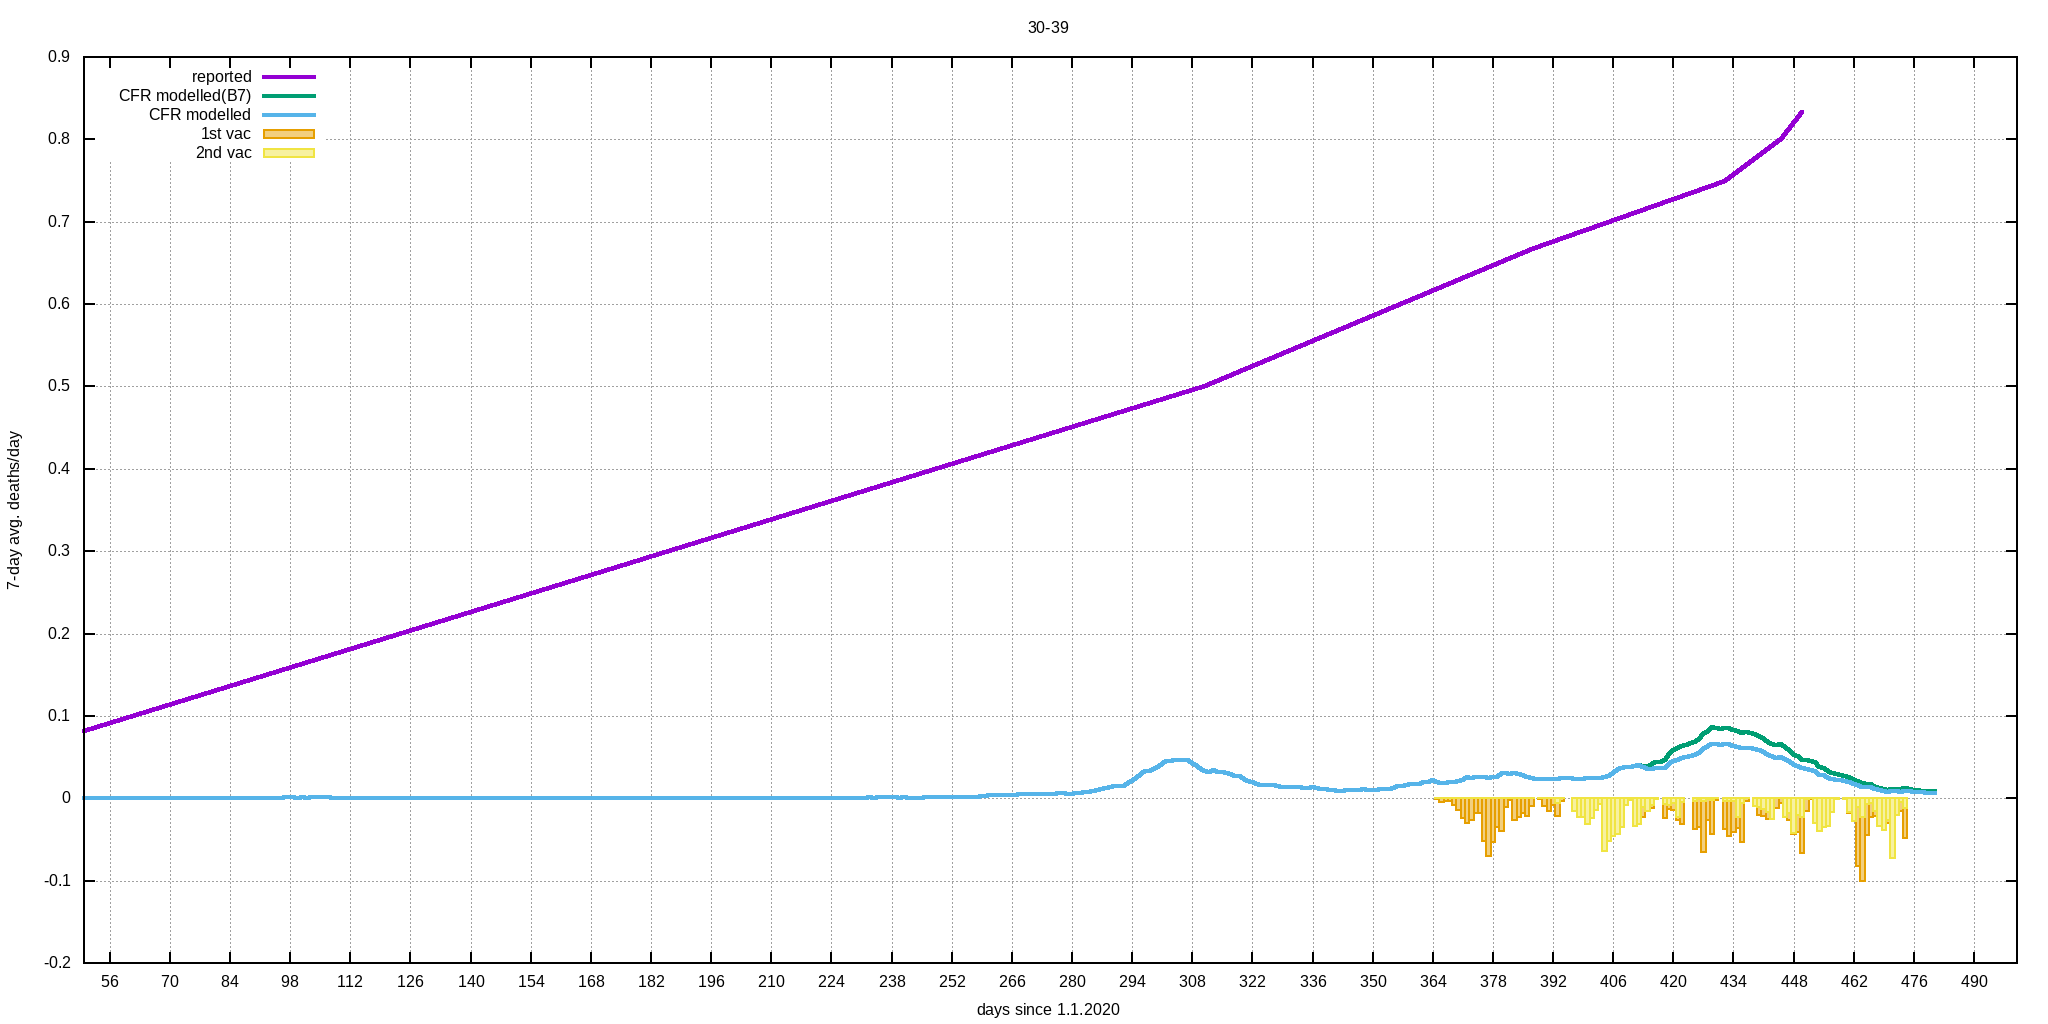 30-39
reported
CFR modelled(B7)
CFR modelled
1st vac
2nd vac
0.9
0.8
0.7
0.6
0.5
0.4
0.3
0.2
0.1
0
-0.1
-0.2
7-day avg. deaths/day
56 70 84 98 112 126 140 154 168 182 196 210 224 238 252 266 280 294 308 322 336 350 364 378 392 406 420 434 448 462 476 490
days since 1.1.2020